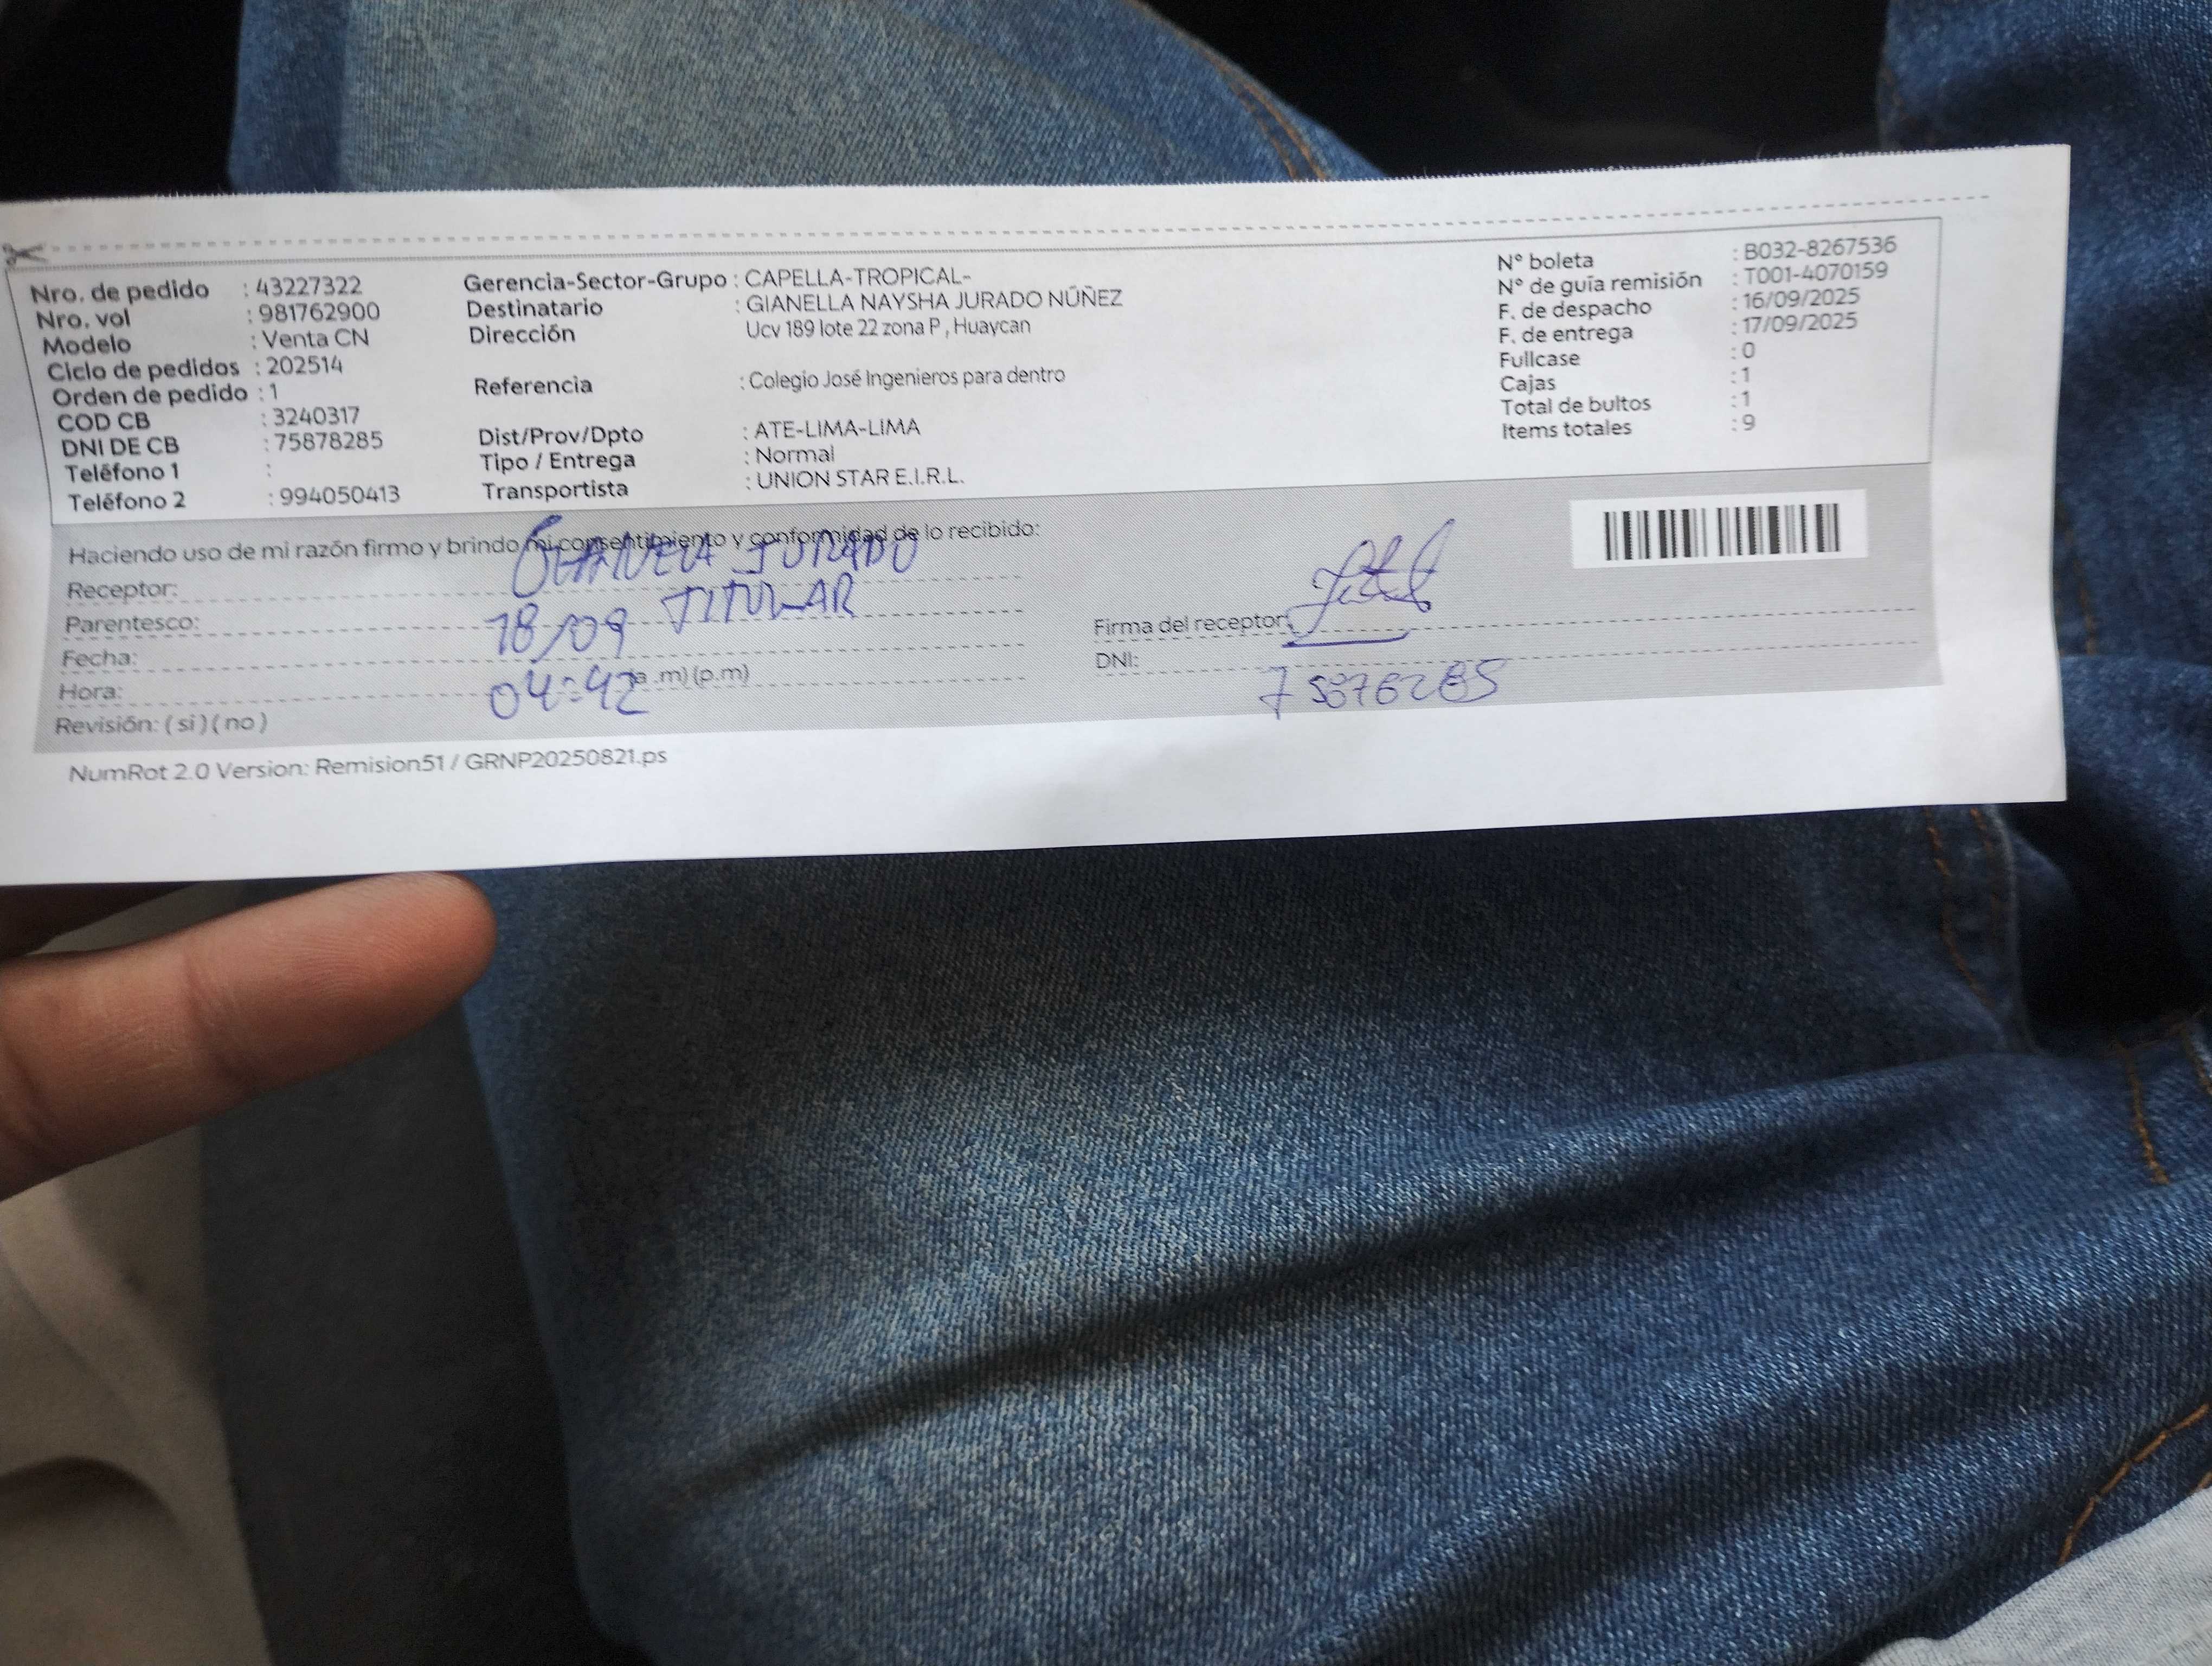 Nro. de pedido : 43227322
Nro. vol : 981762900
Modelo : Venta CN
Ciclo de pedidos : 202514
Orden de pedido : 1
COD CB : 3240317
DNI DE CB : 75878285
Teléfono 1 :
Teléfono 2 : 994050413
Gerencia-Sector-Grupo : CAPELLA-TROPICAL-
Destinatario : GIANELLA NAYSHA JURADO NÚÑEZ
Dirección Ucv 189 lote 22 zona P , Huaycan
Referencia : Colegio José Ingenieros para dentro
Dist/Prov/Dpto : ATE-LIMA-LIMA
Tipo / Entrega : Normal
Transportista : UNION STAR E.I.R.L.
N° boleta : B032-8267536
N° de guía remisión : T001-4070159
F. de despacho : 16/09/2025
F. de entrega : 17/09/2025
Fullcase : 0
Cajas : 1
Total de bultos : 1
Items totales : 9
Haciendo uso de mi razón firmo y brindo mi consentimiento y conformidad de lo recibido:
Receptor: JURADO
Parentesco: TITULAR
Fecha: 18/09
Hora: 04:42 (a .m) (p.m)
Revisión: ( si ) ( no )
Firma del receptor:
DNI:
NumRot 2.0 Version: Remision51 / GRNP20250821.ps